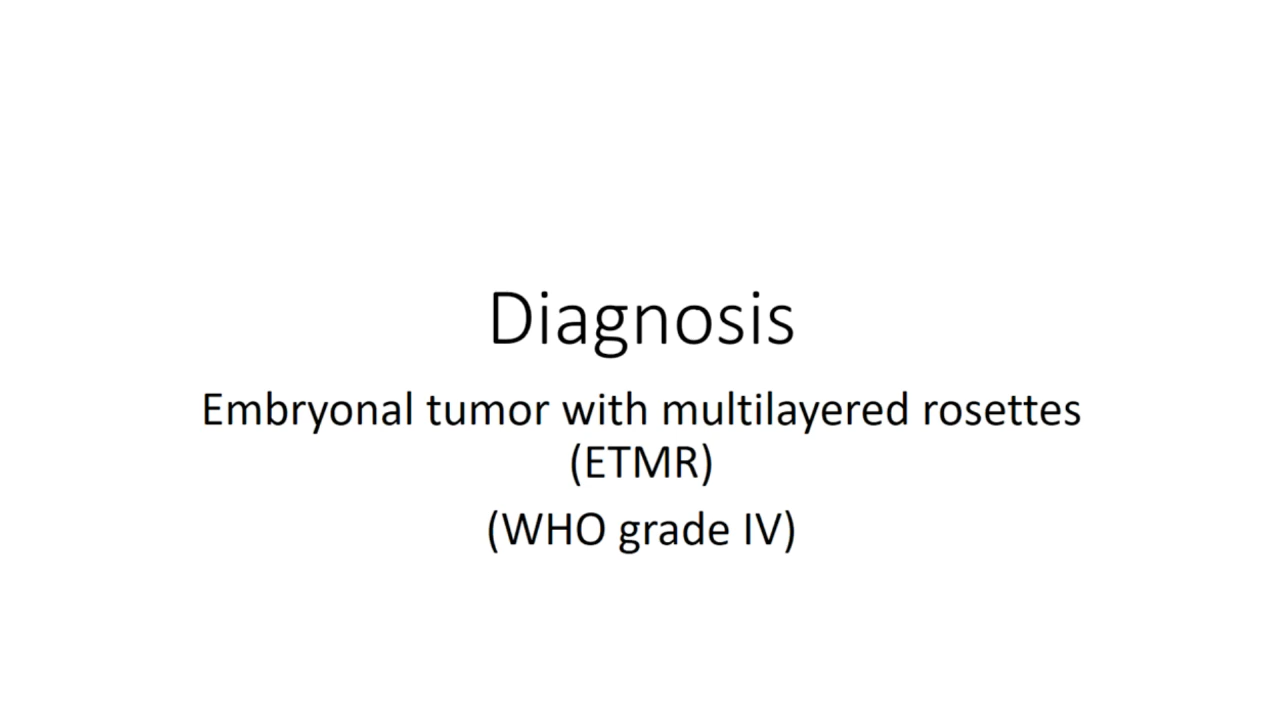 Diagnosis
Embryonal tumor with multilayered rosettes
(ETMR)
(WHO grade IV)